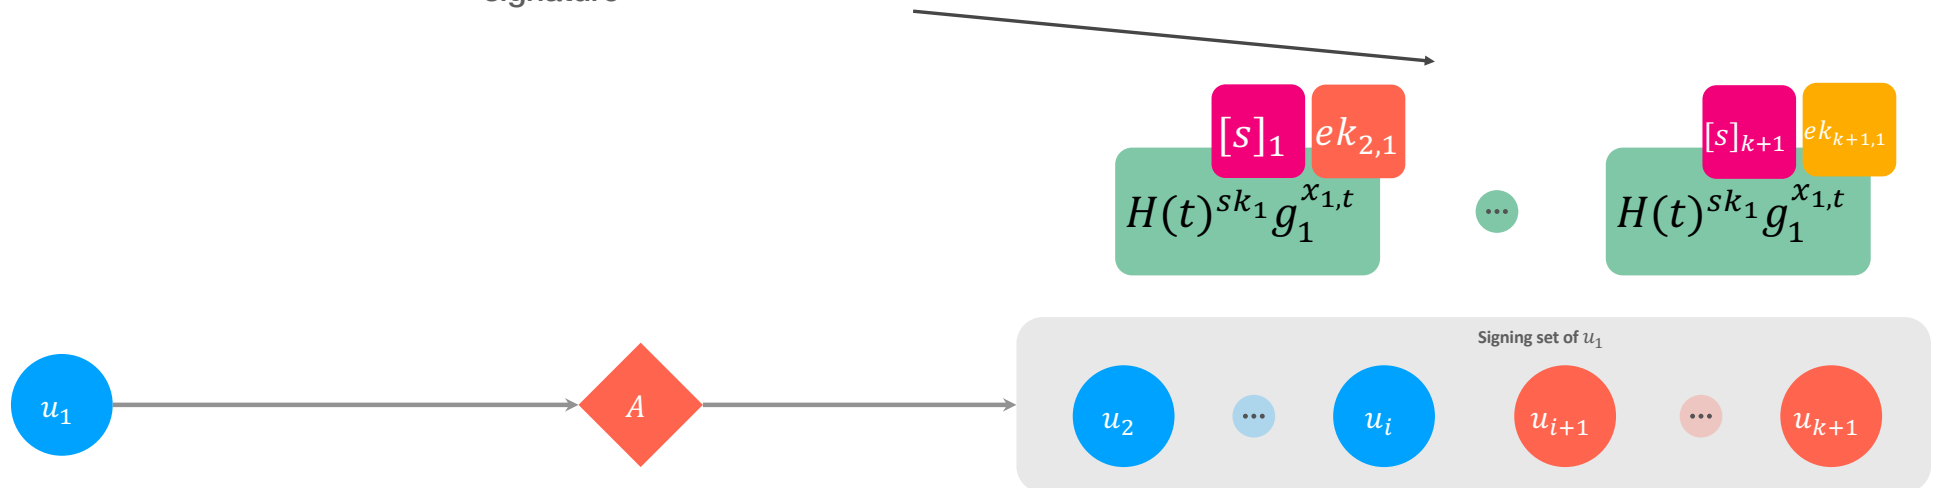 [s]₁ ek₂,₁ [s]ₖ₊₁ ekₖ₊₁,₁
H(t)^{sk₁} g₁^{x₁,t} ... H(t)^{sk₁} g₁^{x₁,t}
Signing set of u₁
u₁ A u₂ ... uᵢ uᵢ₊₁ ... uₖ₊₁